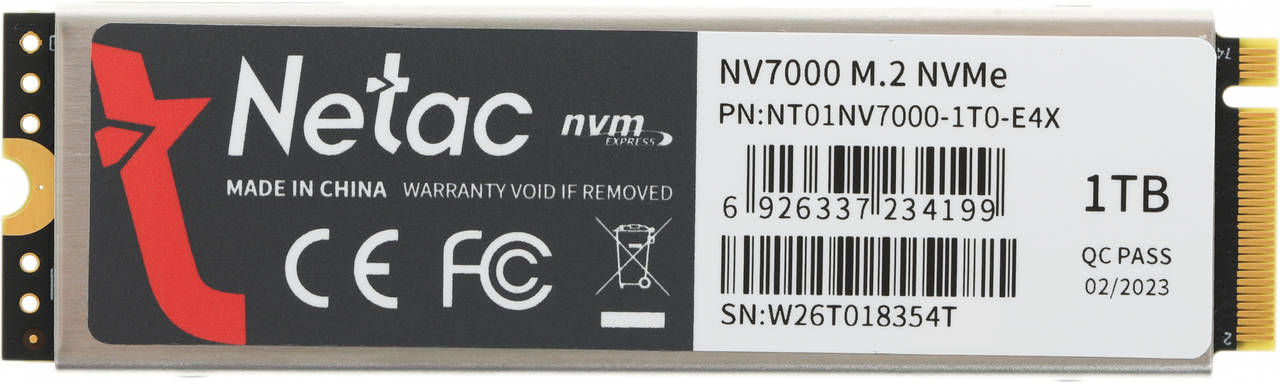 Netac
nvm
EXPRESS
MADE IN CHINA WARRANTY VOID IF REMOVED
CE FC
NV7000 M.2 NVMe
PN:NT01NV7000-1T0-E4X
6 926337 234199
1TB
QC PASS
02/2023
SN:W26T018354T
74
2